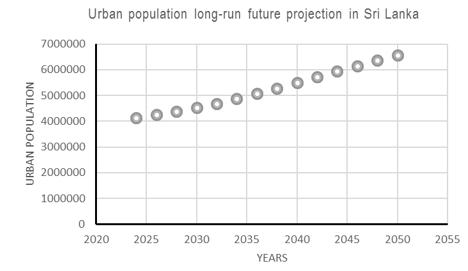 Urban population long-run future projection in Sri Lanka
7000000
6000000
5000000
4000000
3000000
2000000
1000000
0
URBAN POPULATION
2020 2025 2030 2035 2040 2045 2050 2055
YEARS